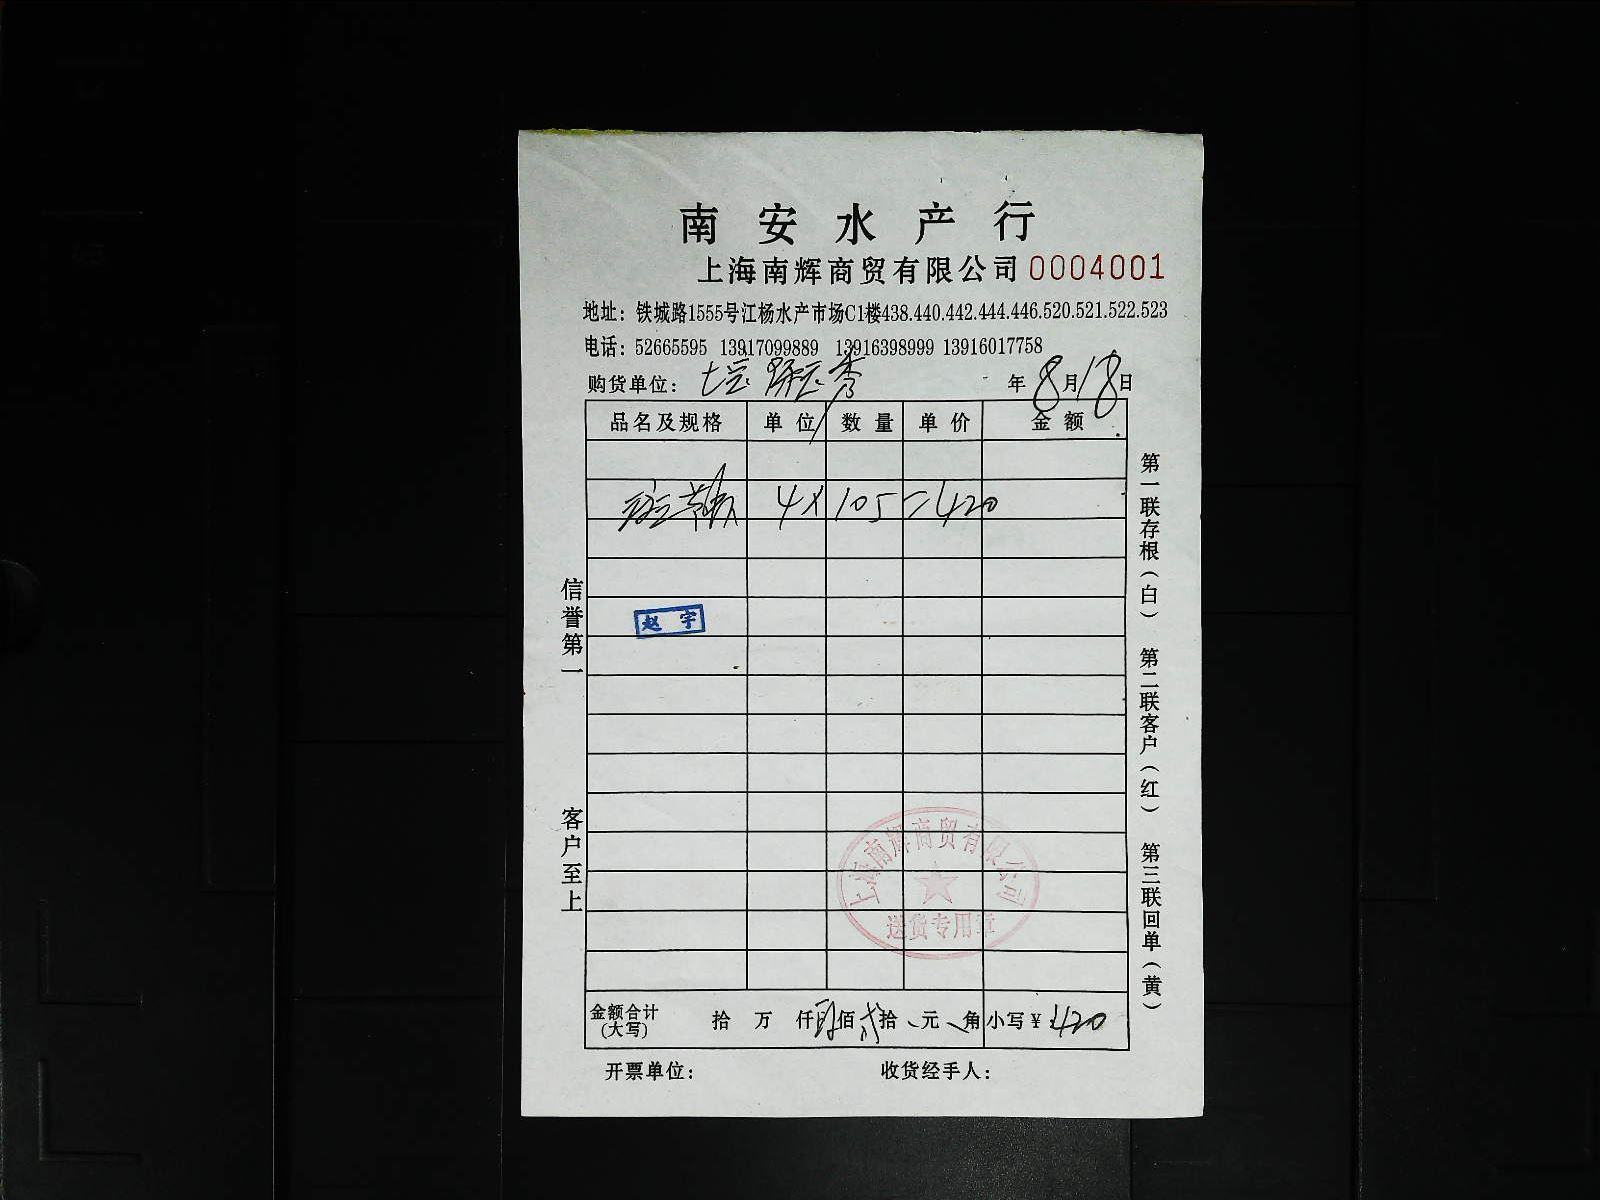 南安水产行
上海南辉商贸有限公司 0004001
地址：铁城路1555号江杨水产市场C1楼438.440.442.444.446.520.521.522.523
电话：52665595 13917099889 13916398999 13916017758
购货单位： 年8月18日
品名及规格 单位 数量 单价 金额
4×105=420
赵宇
上海南辉商贸有限公司
送货专用章
金额合计(大写) 拾 万 仟肆佰贰拾、元、角 小写¥:420
开票单位： 收货经手人：
信誉第一 客户至上
第一联存根（白） 第二联客户（红） 第三联回单（黄）